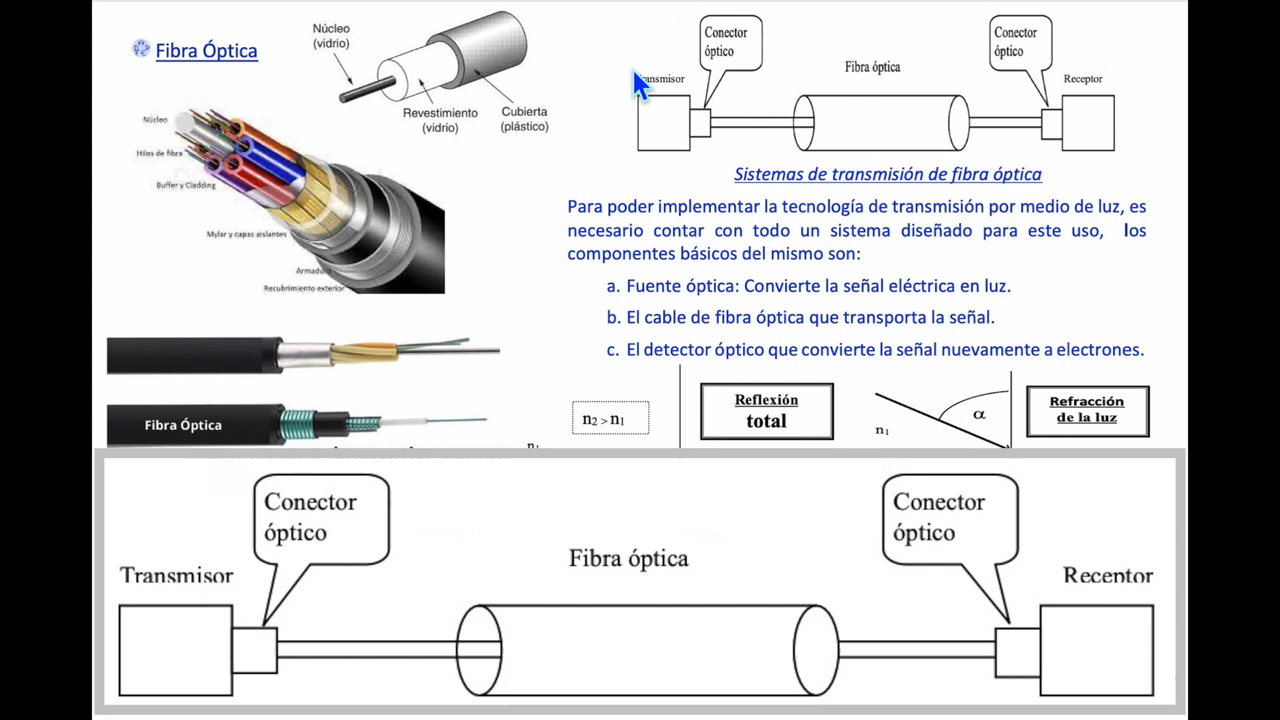 Fibra Óptica
Núcleo
(vidrio)
Revestimiento
(vidrio)
Cubierta
(plástico)
Núcleo
Hilos de fibra
Buffer y Cladding
Mylar y capas aislantes
Armadura
Recubrimiento exterior
Fibra Óptica
Conector
óptico
Fibra óptica
Conector
óptico
Receptor
Sistemas de transmisión de fibra óptica
Para poder implementar la tecnología de transmisión por medio de luz, es
necesario contar con todo un sistema diseñado para este uso, los
componentes básicos del mismo son:
a. Fuente óptica: Convierte la señal eléctrica en luz.
b. El cable de fibra óptica que transporta la señal.
c. El detector óptico que convierte la señal nuevamente a electrones.
n2 > n1
Reflexión
total
α
n1
Refracción
de la luz
Conector
óptico
Transmisor
Fibra óptica
Conector
óptico
Receptor